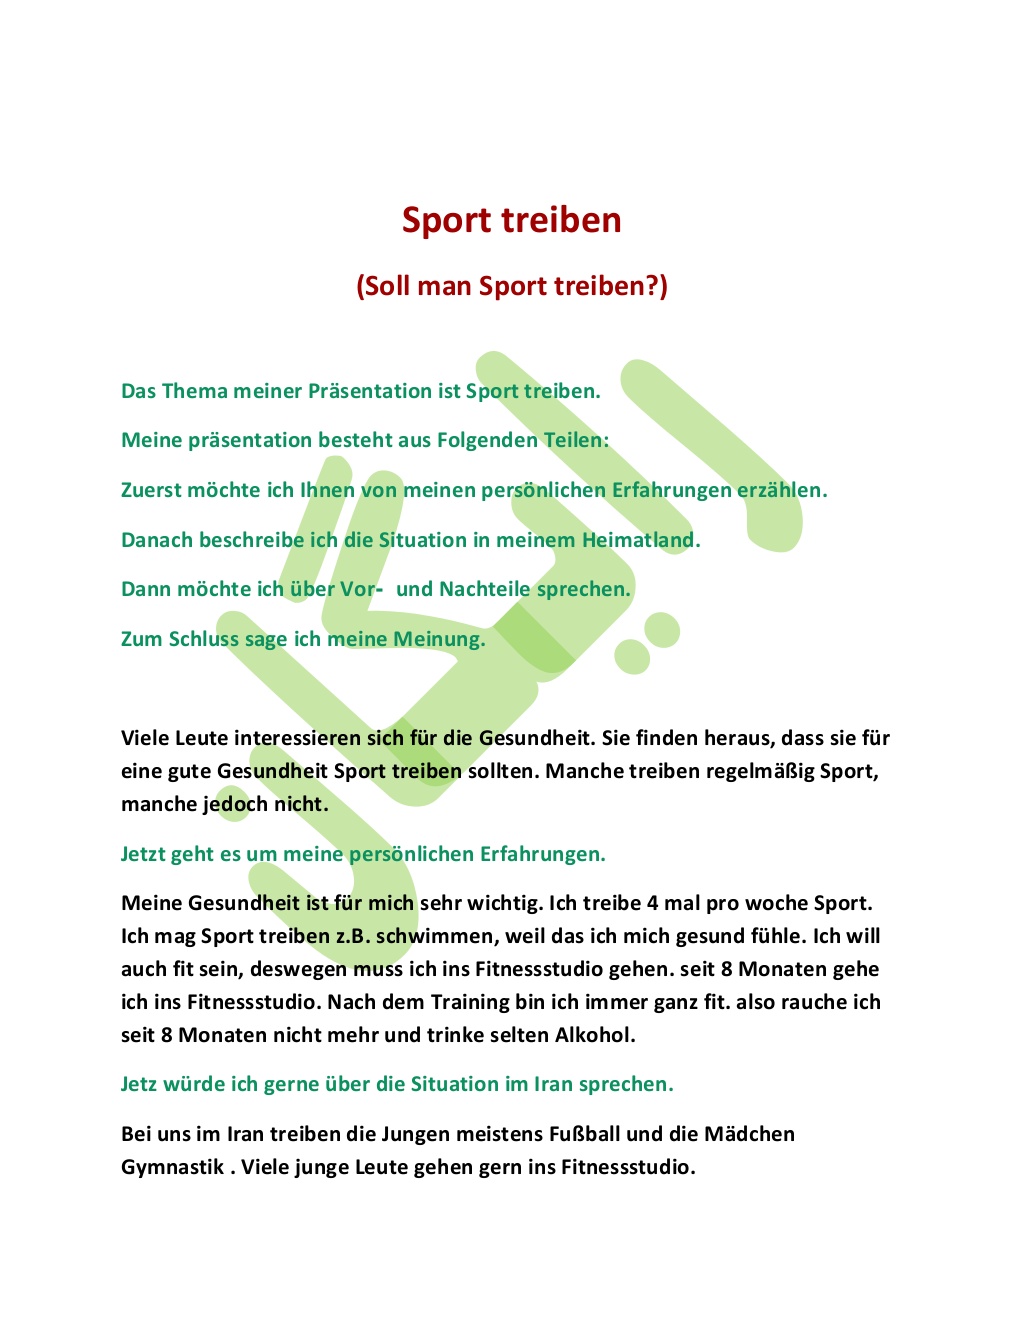 Sport treiben
(Soll man Sport treiben?)
Das Thema meiner Präsentation ist Sport treiben.
Meine präsentation besteht aus Folgenden Teilen:
Zuerst möchte ich Ihnen von meinen persönlichen Erfahrungen erzählen.
Danach beschreibe ich die Situation in meinem Heimatland.
Dann möchte ich über Vor-  und Nachteile sprechen.
Zum Schluss sage ich meine Meinung.
Viele Leute interessieren sich für die Gesundheit. Sie finden heraus, dass sie für
eine gute Gesundheit Sport treiben sollten. Manche treiben regelmäßig Sport,
manche jedoch nicht.
Jetzt geht es um meine persönlichen Erfahrungen.
Meine Gesundheit ist für mich sehr wichtig. Ich treibe 4 mal pro woche Sport.
Ich mag Sport treiben z.B. schwimmen, weil das ich mich gesund fühle. Ich will
auch fit sein, deswegen muss ich ins Fitnessstudio gehen. seit 8 Monaten gehe
ich ins Fitnessstudio. Nach dem Training bin ich immer ganz fit. also rauche ich
seit 8 Monaten nicht mehr und trinke selten Alkohol.
Jetz würde ich gerne über die Situation im Iran sprechen.
Bei uns im Iran treiben die Jungen meistens Fußball und die Mädchen
Gymnastik . Viele junge Leute gehen gern ins Fitnessstudio.